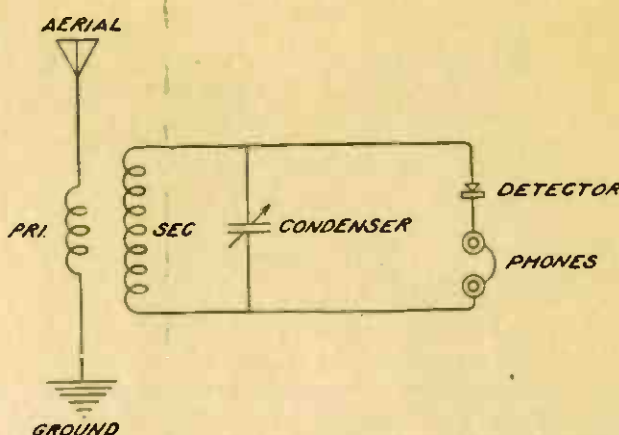 AERIAL
PRI.
SEC
CONDENSER
DETECTOR
PHONES
GROUND